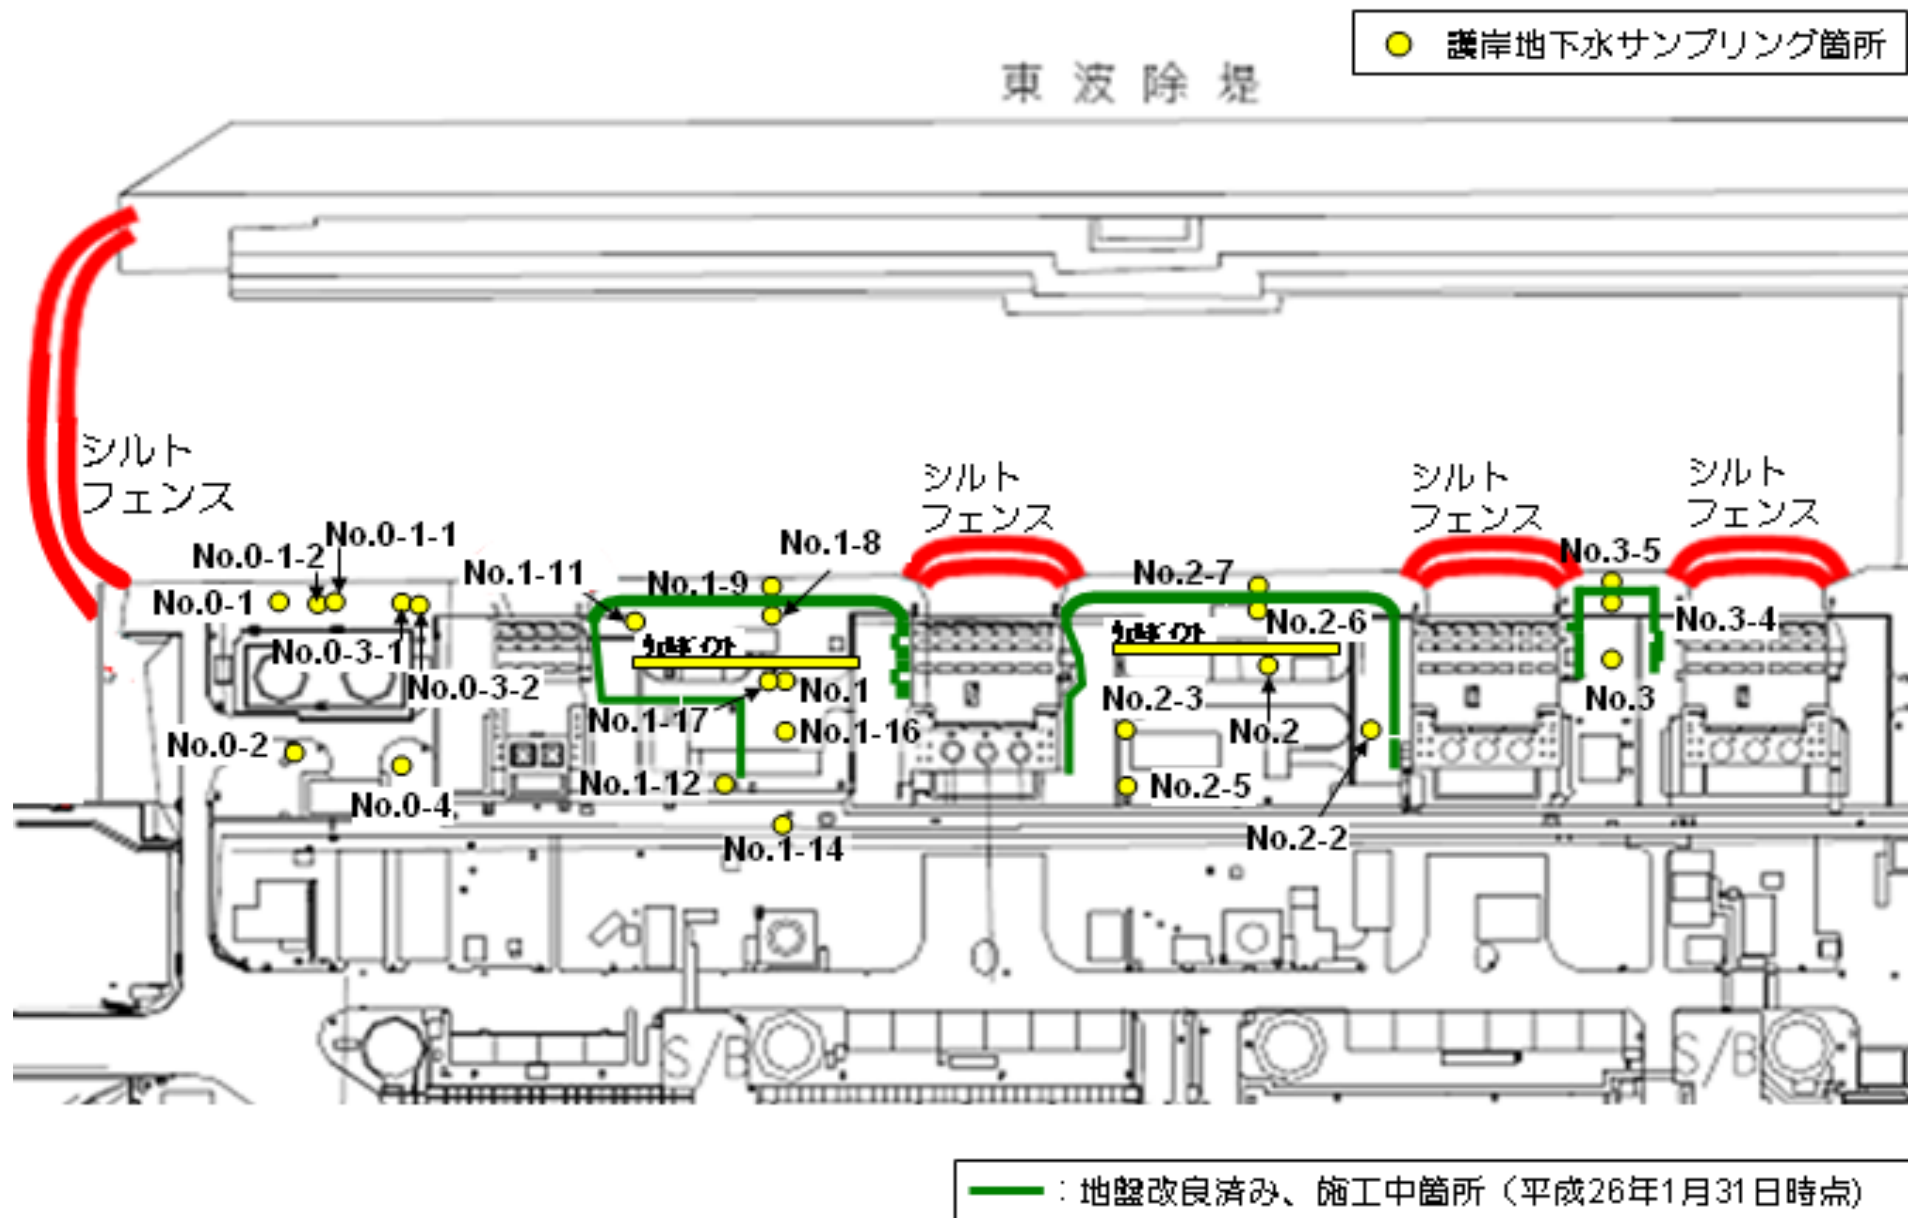 護岸地下水サンプリング箇所
東波除堤
シルト
フェンス
シルト
フェンス
シルト
フェンス
シルト
フェンス
No.0-1-1
No.0-1-2
No.0-1
No.0-3-1
No.0-3-2
No.0-2
No.0-4
No.1-11
No.1-9
No.1-8
No.1
No.1-17
No.1-16
No.1-12
No.1-14
No.2-7
No.2-6
No.2-3
No.2
No.2-5
No.2-2
No.3-5
No.3-4
No.3
S/B
S/B
：地盤改良済み、施工中箇所（平成26年1月31日時点)